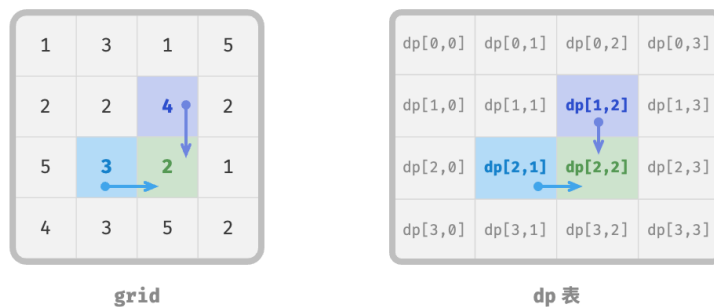 1 3 1 5
2 2 4 2
5 3 2 1
4 3 5 2
grid
dp[0,0] dp[0,1] dp[0,2] dp[0,3]
dp[1,0] dp[1,1] dp[1,2] dp[1,3]
dp[2,0] dp[2,1] dp[2,2] dp[2,3]
dp[3,0] dp[3,1] dp[3,2] dp[3,3]
dp 表